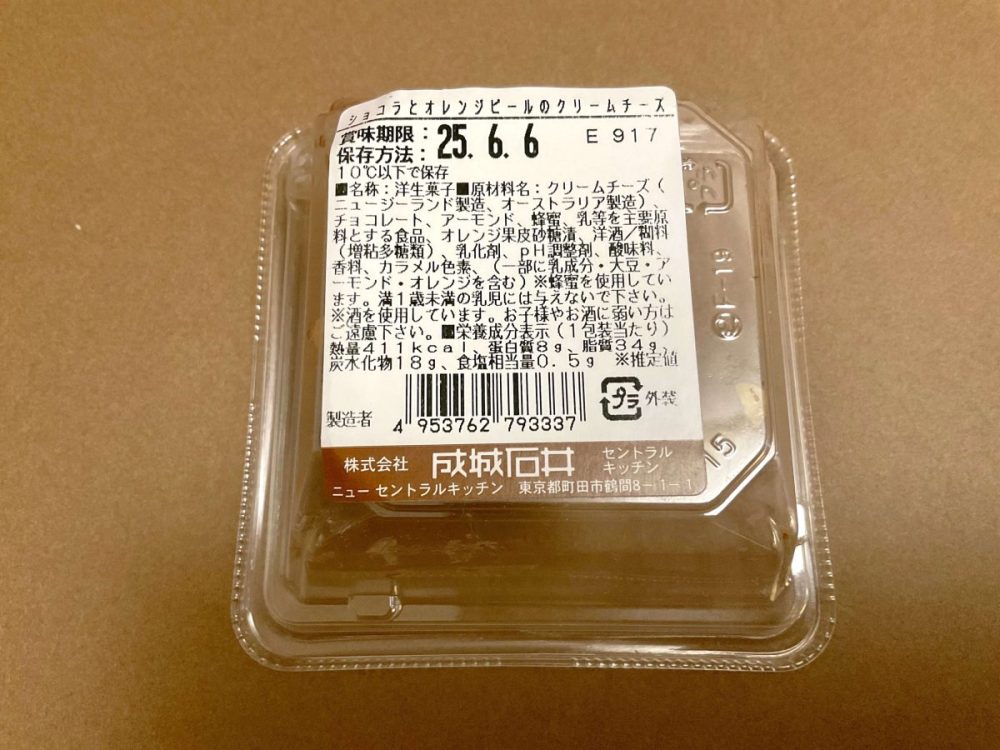 ショコラとオレンジピールのクリームチーズ
賞味期限：25.6.6 E 917
保存方法：
10℃以下で保存
■名称：洋生菓子■原材料名：クリームチーズ（
ニュージーランド製造、オーストラリア製造）、
チョコレート、アーモンド、蜂蜜、乳等を主要原
料とする食品、オレンジ果皮砂糖漬、洋酒／糊料
（増粘多糖類）、乳化剤、pH調整剤、酸味料、
香料、カラメル色素、（一部に乳成分・大豆・ア
ーモンド・オレンジを含む）※蜂蜜を使用してい
ます。満1歳未満の乳児には与えないで下さい。
※酒を使用しています。お子様やお酒に弱い方は
ご遠慮下さい。■栄養成分表示（1包装当たり）
熱量411kcal、蛋白質8g、脂質34g、
炭水化物18g、食塩相当量0.5g ※推定値
製造者 4 953762 793337 プラ 外装
株式会社 成城石井 セントラル
キッチン
ニュー セントラルキッチン 東京都町田市鶴間8-1-1
15